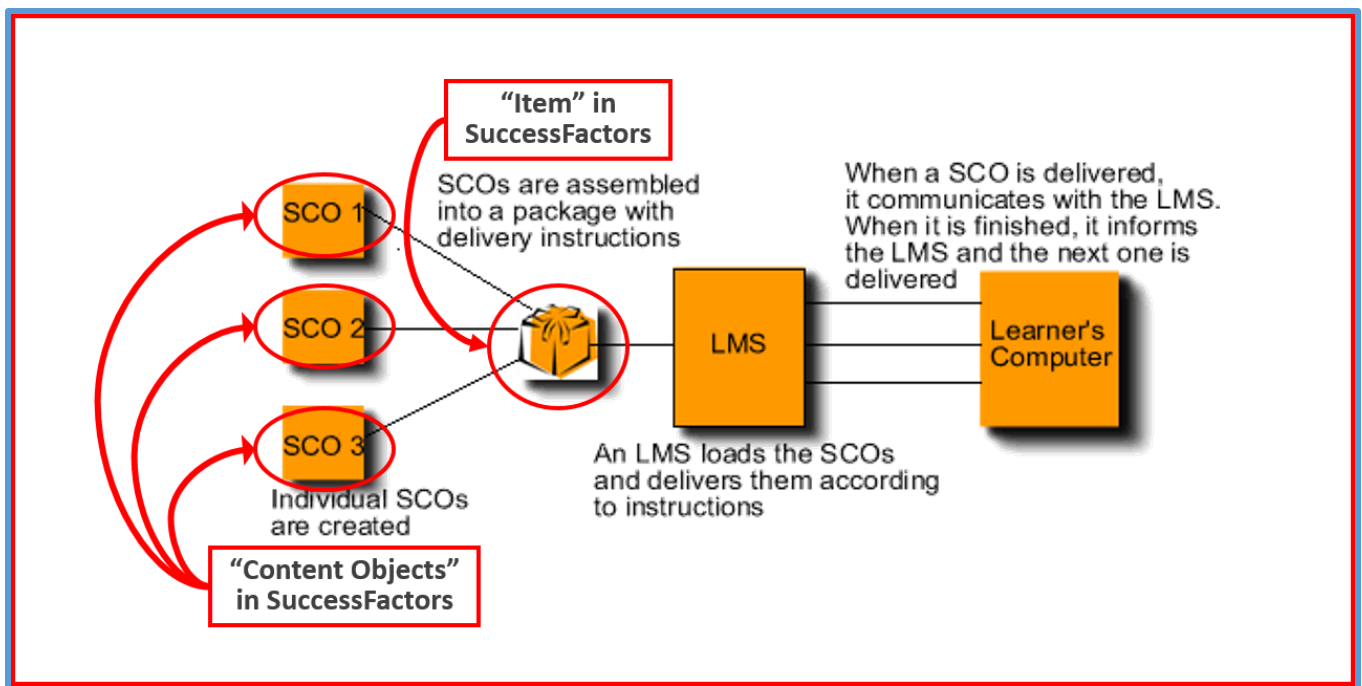 “Item” in
SuccessFactors
SCOs are assembled
into a package with
delivery instructions
When a SCO is delivered,
it communicates with the LMS.
When it is finished, it informs
the LMS and the next one is
delivered
SCO 1
SCO 2
SCO 3
LMS
Learner's
Computer
Individual SCOs
are created
An LMS loads the SCOs
and delivers them according
to instructions
“Content Objects”
in SuccessFactors